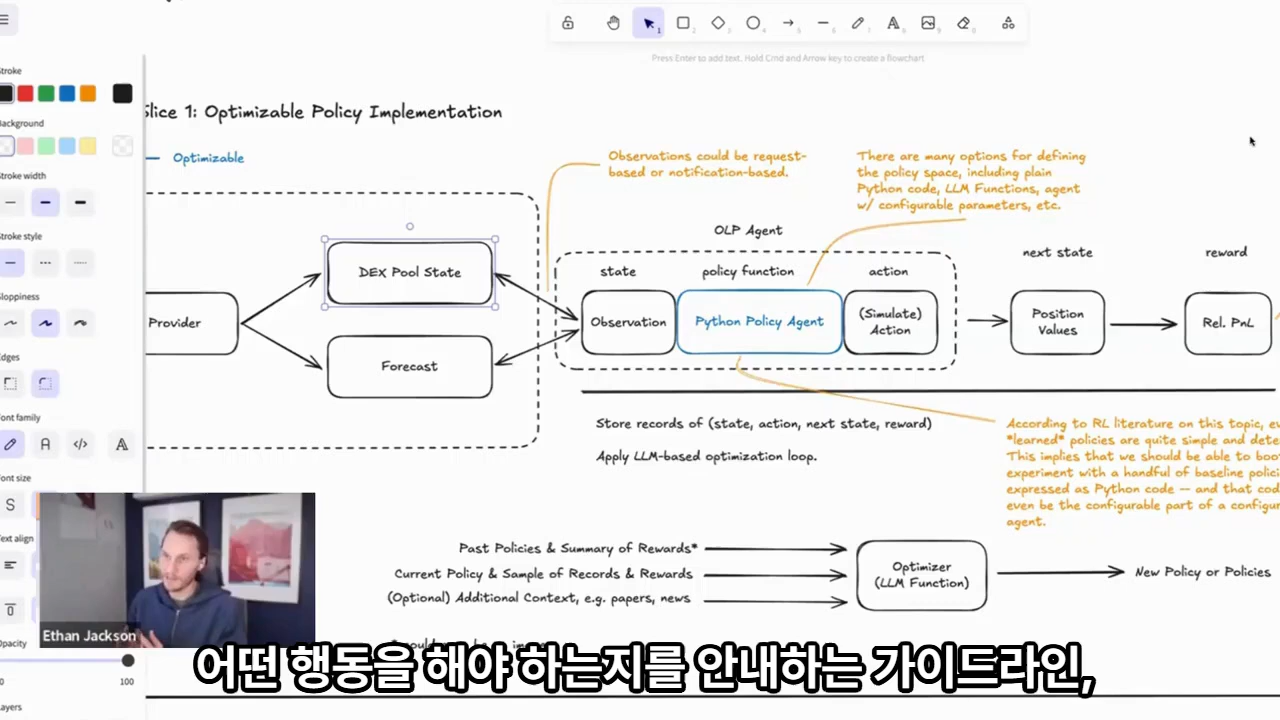 Press Enter to add text, Hold Cmd and Arrow key to create a flowchart
Stroke
Background
Stroke width
Stroke style
Sloppiness
Edges
Font family
Font size
S
Text align
Opacity
0
100
Layers
Slice 1: Optimizable Policy Implementation
Optimizable
Observations could be request-
based or notification-based.
There are many options for defining
the policy space, including plain
Python code, LLM Functions, agent
w/ configurable parameters, etc.
OLP Agent
DEX Pool State
state
policy function
action
next state
reward
Provider
Observation
Python Policy Agent
(Simulate)
Action
Position
Values
Rel. PnL
Forecast
Store records of (state, action, next state, reward)
Apply LLM-based optimization loop.
According to RL literature on this topic,
*learned* policies are quite simple and
This implies that we should be able to
experiment with a handful of baseline
expressed as Python code — and that
even be the configurable part of a
agent.
Past Policies & Summary of Rewards*
Current Policy & Sample of Records & Rewards
(Optional) Additional Context, e.g. papers, news
Optimizer
(LLM Function)
New Policy or Policies
Ethan Jackson
어떤 행동을 해야 하는지를 안내하는 가이드라인,